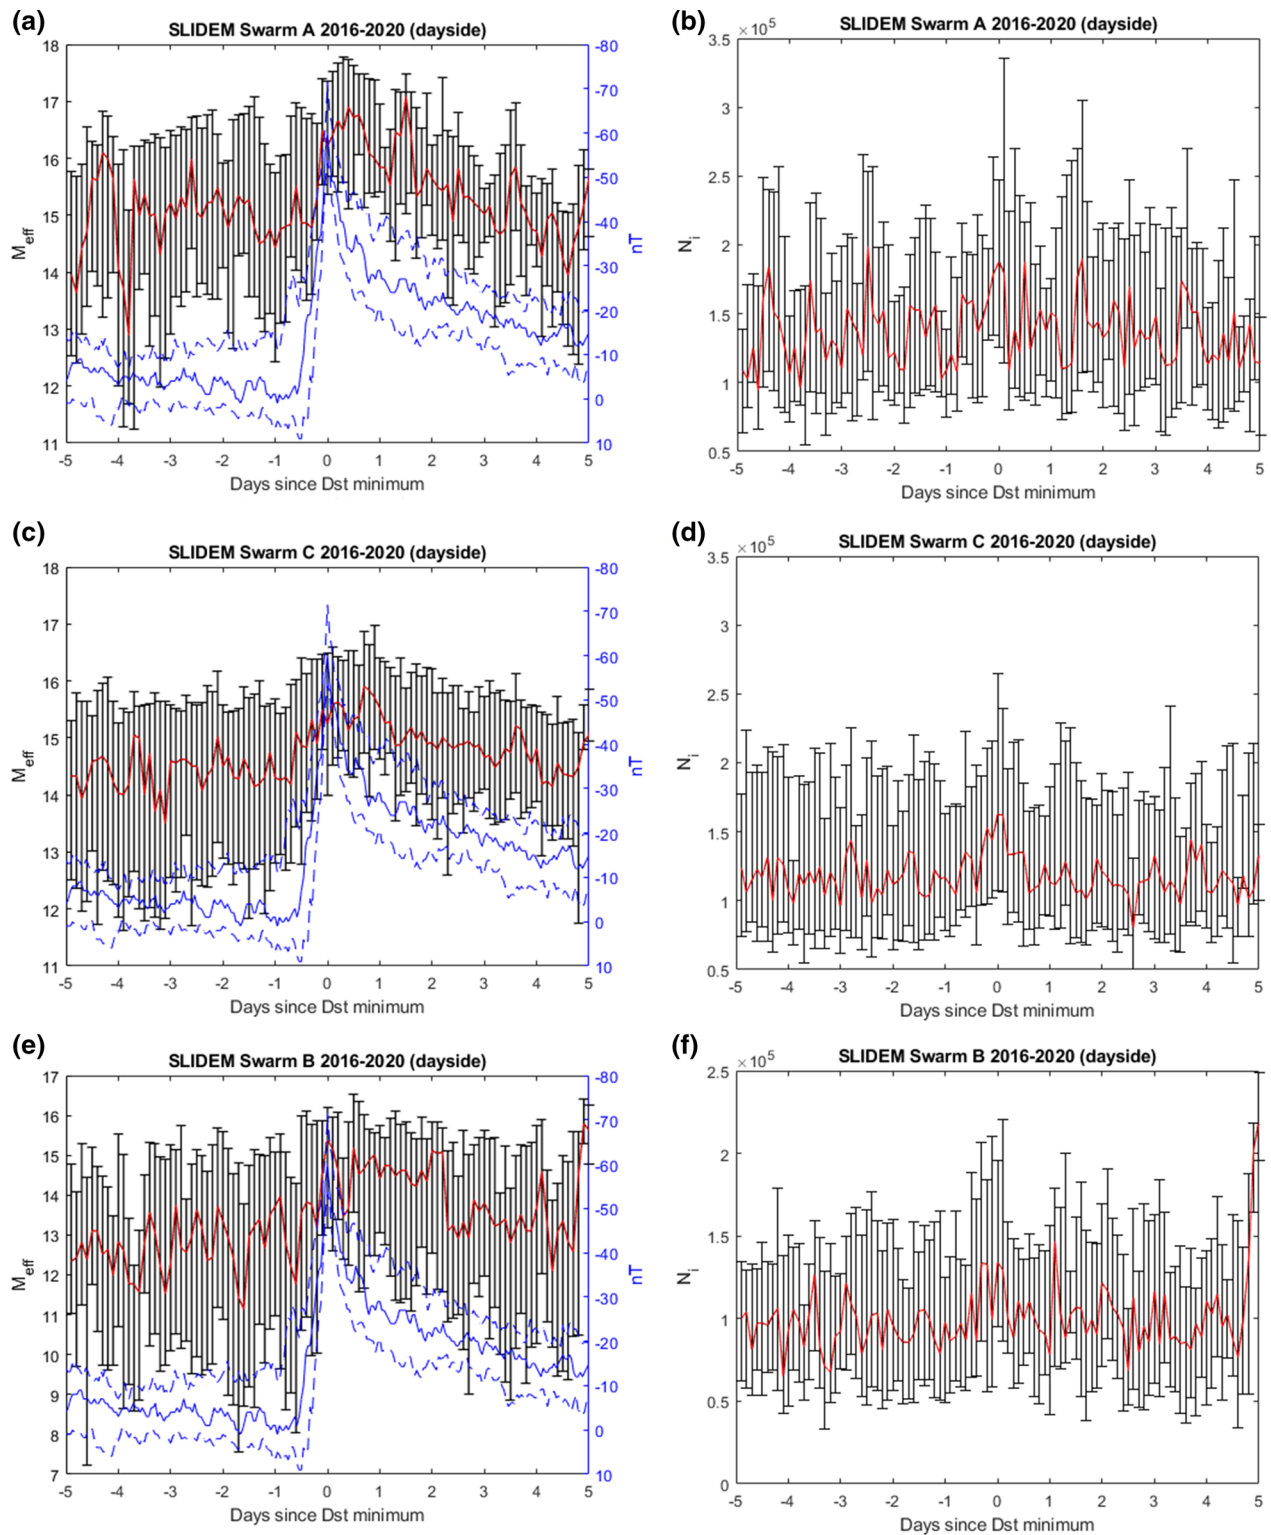 (a)
SLIDEM Swarm A 2016-2020 (dayside)
18
17
16
15
14
13
12
11
M_eff
-80
-70
-60
-50
-40
-30
-20
-10
0
10
nT
-5 -4 -3 -2 -1 0 1 2 3 4 5
Days since Dst minimum
(b)
SLIDEM Swarm A 2016-2020 (dayside)
×10^5
3.5
3
2.5
2
1.5
1
0.5
N_i
-5 -4 -3 -2 -1 0 1 2 3 4 5
Days since Dst minimum
(c)
SLIDEM Swarm C 2016-2020 (dayside)
18
17
16
15
14
13
12
11
M_eff
-80
-70
-60
-50
-40
-30
-20
-10
0
10
nT
-5 -4 -3 -2 -1 0 1 2 3 4 5
Days since Dst minimum
(d)
SLIDEM Swarm C 2016-2020 (dayside)
×10^5
3.5
3
2.5
2
1.5
1
0.5
N_i
-5 -4 -3 -2 -1 0 1 2 3 4 5
Days since Dst minimum
(e)
SLIDEM Swarm B 2016-2020 (dayside)
17
16
15
14
13
12
11
10
9
8
7
M_eff
-80
-70
-60
-50
-40
-30
-20
-10
0
10
nT
-5 -4 -3 -2 -1 0 1 2 3 4 5
Days since Dst minimum
(f)
SLIDEM Swarm B 2016-2020 (dayside)
×10^5
2.5
2
1.5
1
0.5
0
N_i
-5 -4 -3 -2 -1 0 1 2 3 4 5
Days since Dst minimum